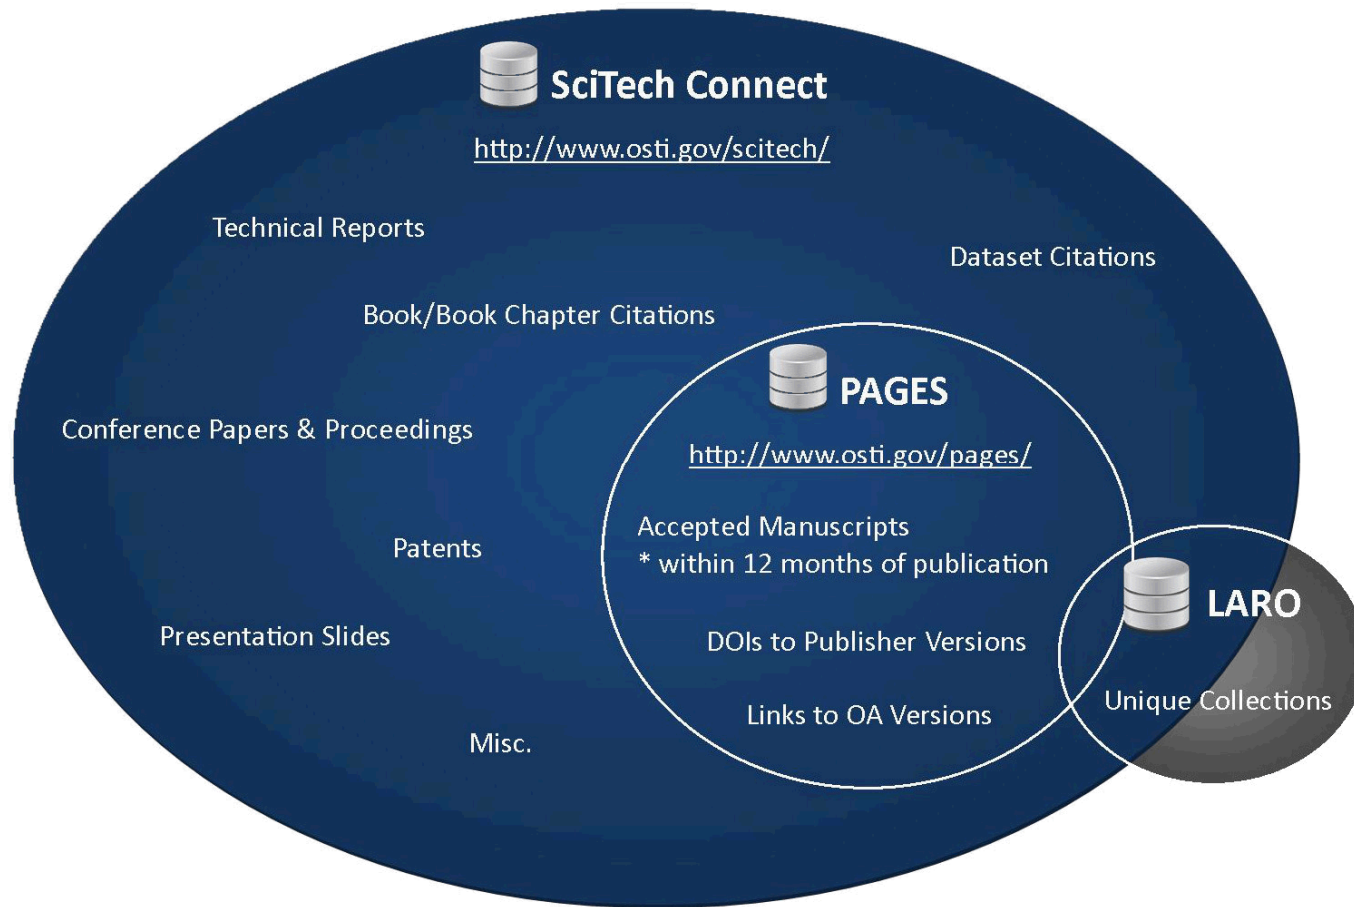 SciTech Connect
http://www.osti.gov/scitech/
Technical Reports
Dataset Citations
Book/Book Chapter Citations
PAGES
Conference Papers & Proceedings
http://www.osti.gov/pages/
Accepted Manuscripts
* within 12 months of publication
Patents
LARO
Presentation Slides
DOIs to Publisher Versions
Unique Collections
Links to OA Versions
Misc.